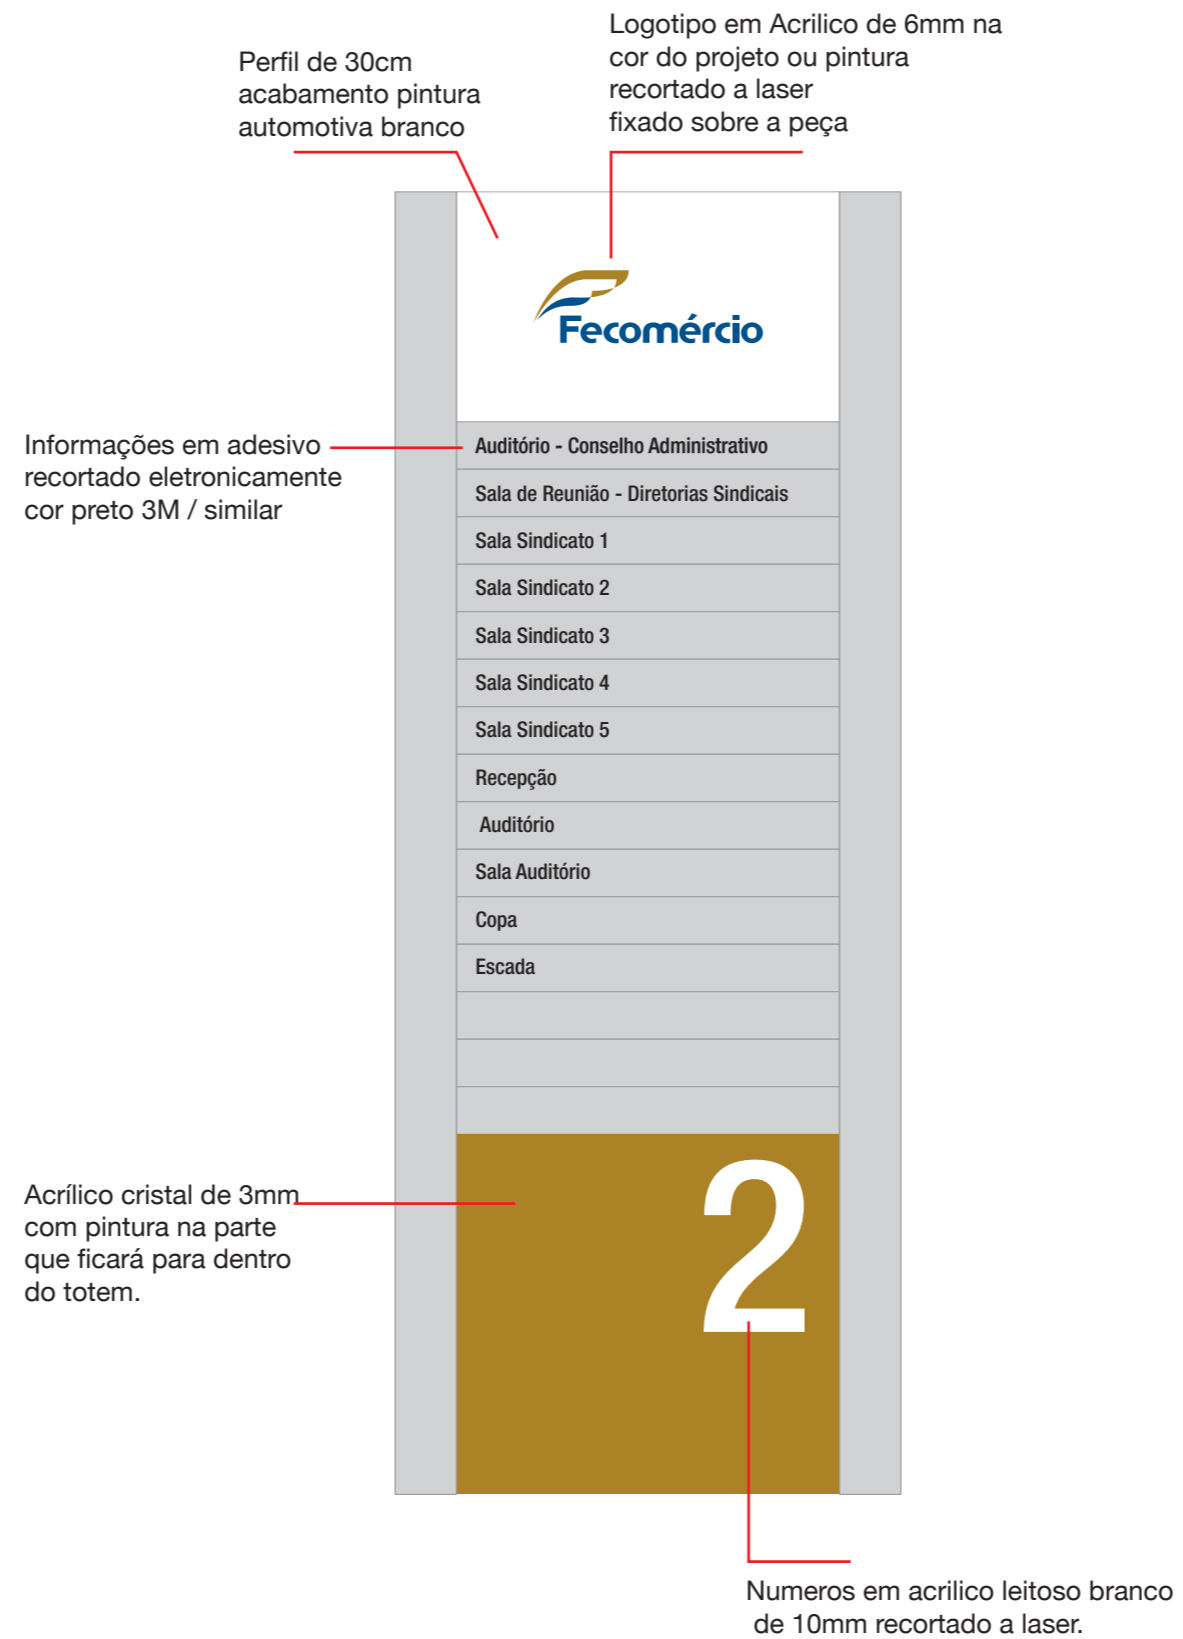 Logotipo em Acrilico de 6mm na
cor do projeto ou pintura
recortado a laser
fixado sobre a peça
Perfil de 30cm
acabamento pintura
automotiva branco
Fecomércio
Informações em adesivo
recortado eletronicamente
cor preto 3M / similar
Auditório - Conselho Administrativo
Sala de Reunião - Diretorias Sindicais
Sala Sindicato 1
Sala Sindicato 2
Sala Sindicato 3
Sala Sindicato 4
Sala Sindicato 5
Recepção
Auditório
Sala Auditório
Copa
Escada
2
Acrílico cristal de 3mm
com pintura na parte
que ficará para dentro
do totem.
Numeros em acrilico leitoso branco
de 10mm recortado a laser.